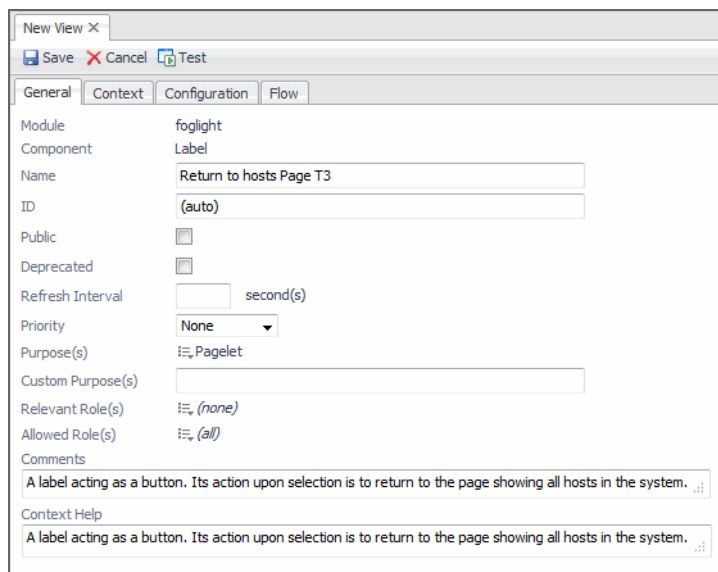 New View
Save Cancel Test
General Context Configuration Flow
Module foglight
Component Label
Name Return to hosts Page T3
ID (auto)
Public
Deprecated
Refresh Interval second(s)
Priority None
Purpose(s) Pagelet
Custom Purpose(s)
Relevant Role(s) (none)
Allowed Role(s) (all)
Comments
A label acting as a button. Its action upon selection is to return to the page showing all hosts in the system.
Context Help
A label acting as a button. Its action upon selection is to return to the page showing all hosts in the system.